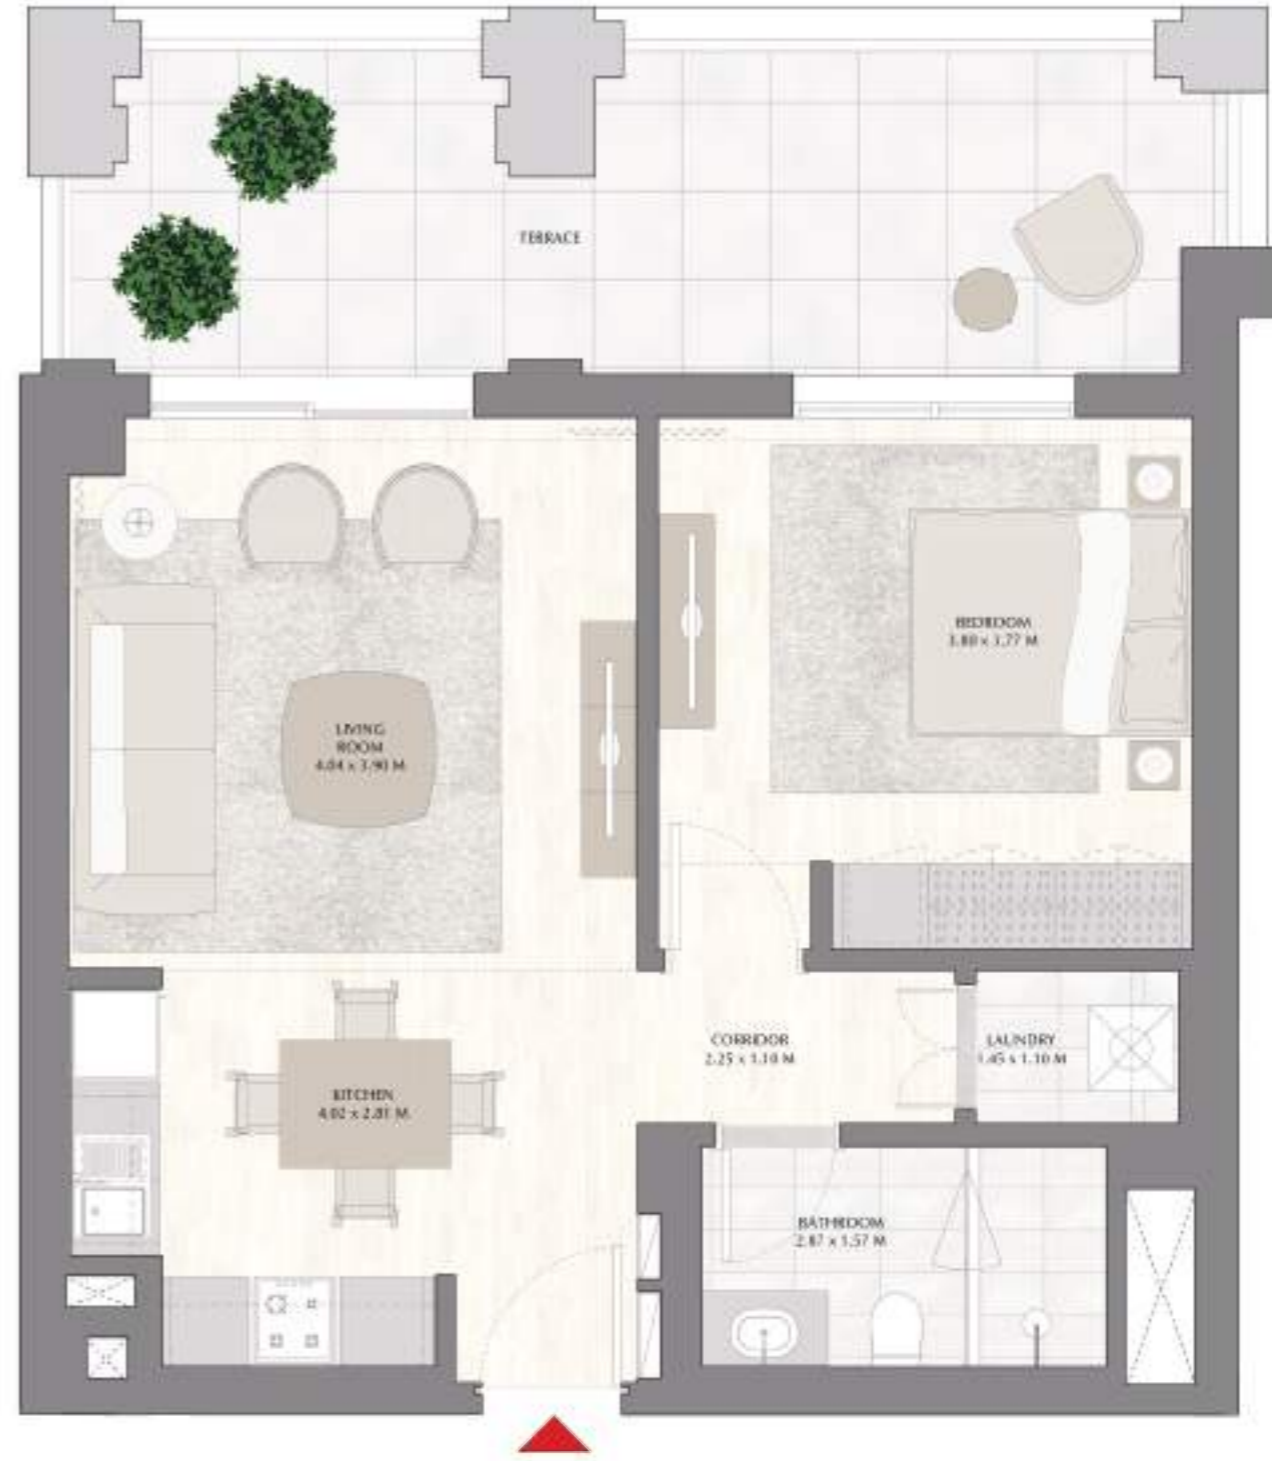 TERRACE
BEDROOM
3.80 x 3.77 M
LIVING
ROOM
4.04 x 3.90 M
CORRIDOR
2.25 x 1.10 M
LAUNDRY
1.45 x 1.10 M
KITCHEN
4.02 x 2.81 M
BATHROOM
2.87 x 1.57 M